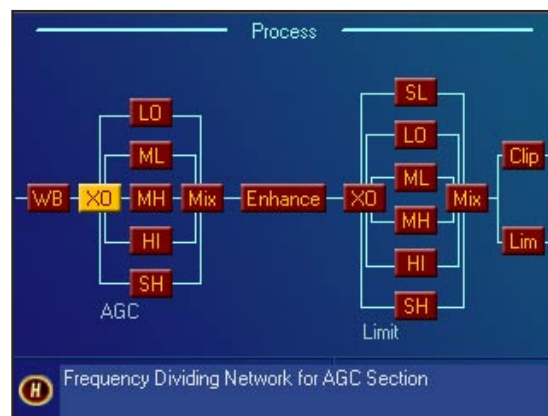 Process
LO
ML
WB XO MH Mix Enhance
HI
SH
AGC
SL
LO
ML
XO Mix
MH
HI
SH
Limit
Clip
Lim
H Frequency Dividing Network for AGC Section